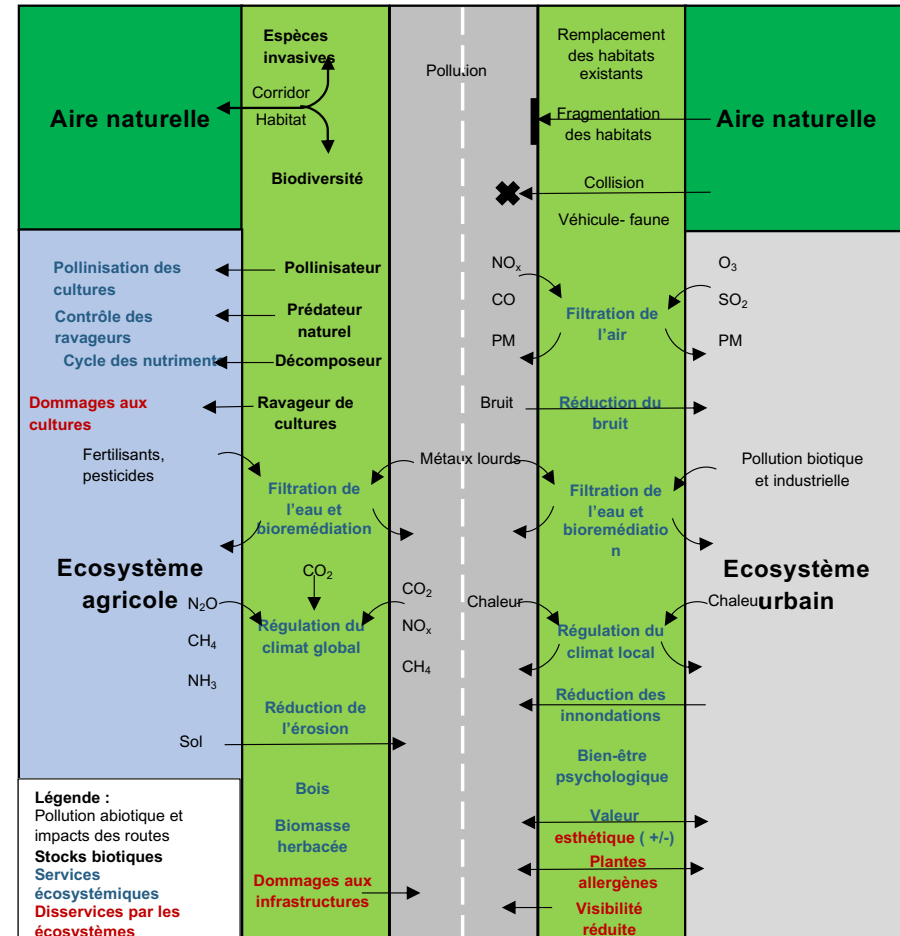 Espèces
invasives
Corridor
Habitat
Aire naturelle
Biodiversité
Pollution
Remplacement
des habitats
existants
Fragmentation
des habitats
Aire naturelle
Collision
Véhicule- faune
Pollinisation des
cultures
Pollinisateur
Contrôle des
ravageurs
Prédateur
naturel
Cycle des nutriments
Décomposeur
Dommages aux
cultures
Ravageur de
cultures
NOx
CO
PM
Filtration de
l'air
O3
SO2
PM
Bruit
Réduction du
bruit
Fertilisants,
pesticides
Métaux lourds
Filtration de
l'eau et
bioremédiation
Filtration de
l'eau et
bioremédiatio
n
Pollution biotique
et industrielle
Ecosystème
agricole
N2O
CH4
NH3
CO2
Régulation du
climat global
CO2
NOx
CH4
Chaleur
Régulation du
climat local
Chaleur
Ecosystème
urbain
Réduction de
l'érosion
Sol
Réduction des
innondations
Bois
Biomasse
herbacée
Bien-être
psychologique
Valeur
esthétique ( +/-)
Dommages aux
infrastructures
Plantes
allergènes
Visibilité
réduite
Légende :
Pollution abiotique et
impacts des routes
Stocks biotiques
Services
écosystémiques
Disservices par les
écosystèmes